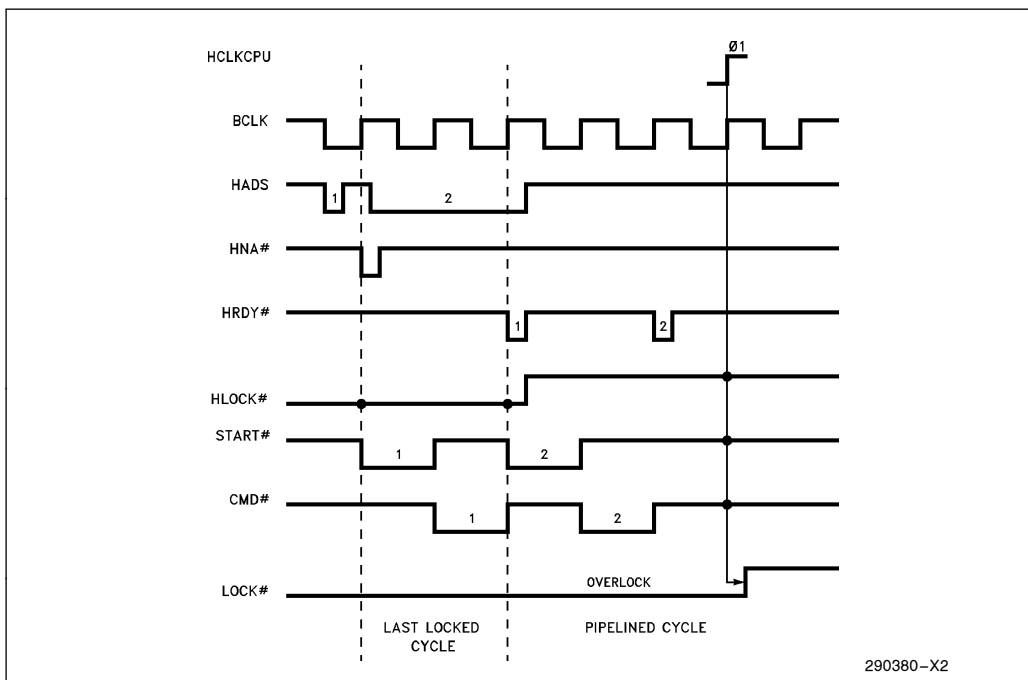 Ø1
HCLKCPU
BCLK
HADS
1
2
HNA#
HRDY#
1
2
HLOCK#
START#
1
2
CMD#
1
2
LOCK#
OVERLOCK
LAST LOCKED
CYCLE
PIPELINED CYCLE
290380–X2